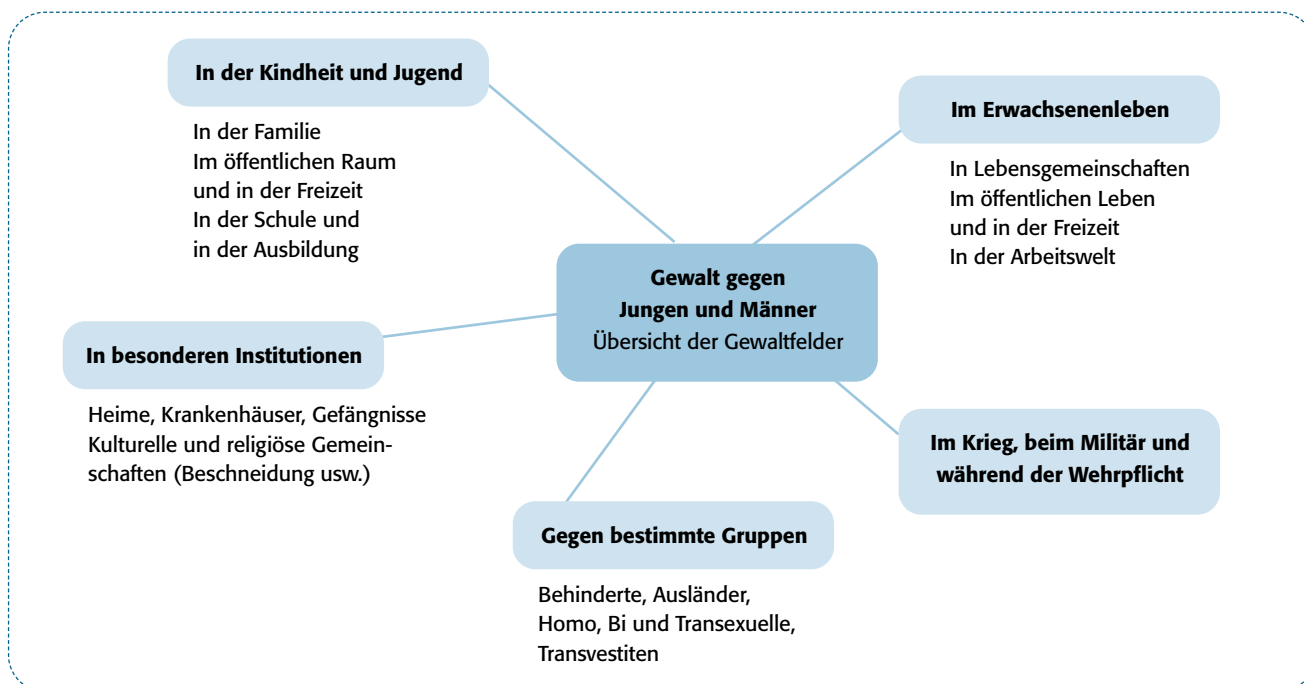 In der Kindheit und Jugend
In der Familie
Im öffentlichen Raum
und in der Freizeit
In der Schule und
in der Ausbildung
Im Erwachsenenleben
In Lebensgemeinschaften
Im öffentlichen Leben
und in der Freizeit
In der Arbeitswelt
Gewalt gegen
Jungen und Männer
Übersicht der Gewaltfelder
In besonderen Institutionen
Heime, Krankenhäuser, Gefängnisse
Kulturelle und religiöse Gemein-
schaften (Beschneidung usw.)
Im Krieg, beim Militär und
während der Wehrpflicht
Gegen bestimmte Gruppen
Behinderte, Ausländer,
Homo, Bi und Transexuelle,
Transvestiten